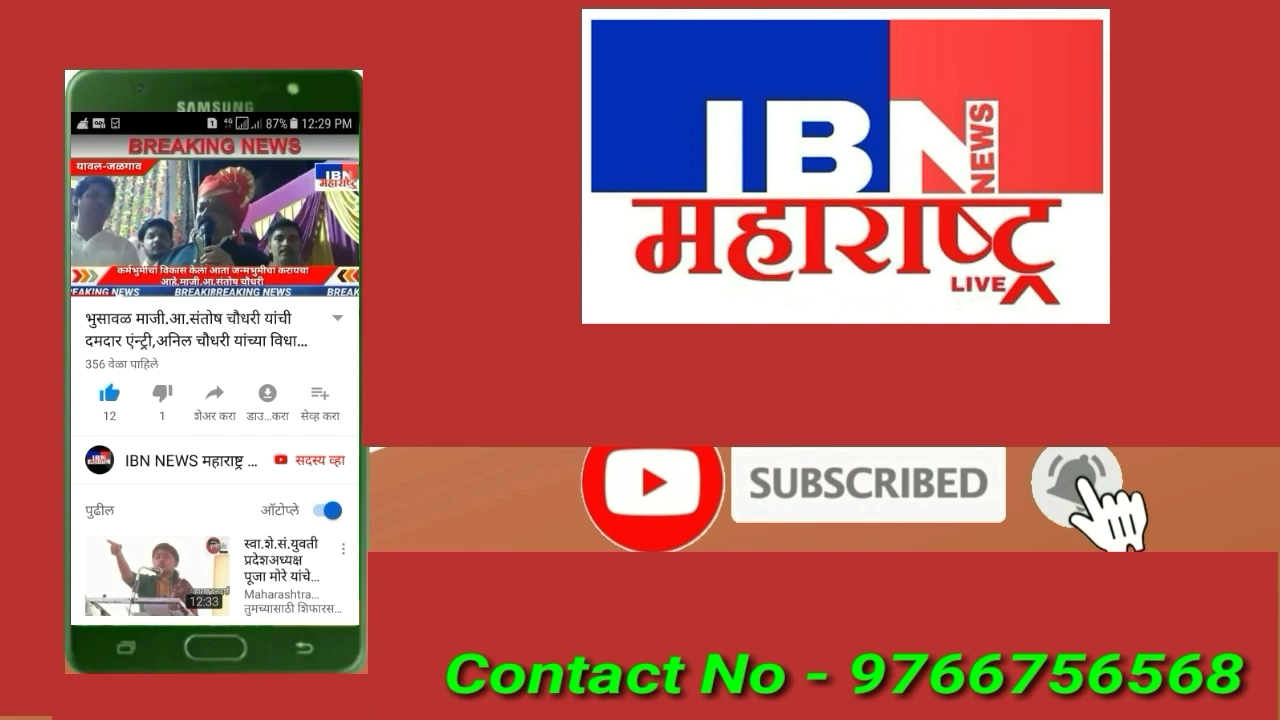 SAMSUNG
1 4G 87% 12:29 PM
BREAKING NEWS
यावल-जळगाव
IBN
महाराष्ट्र
कर्मभुमीचा विकास केला आता जन्मभुमीचा करायचा
आहे.माजी.आ.संतोष चौधरी
EAKING NEWS BREAKIBREAKING NEWS BREAK
भुसावळ माजी.आ.संतोष चौधरी यांची
दमदार एंन्ट्री,अनिल चौधरी यांच्या विधा...
356 वेळा पाहिले
12 1 शेअर करा डाउ...करा सेव्ह करा
IBN NEWS महाराष्ट्र ... सदस्य व्हा
पुढील ऑटोप्ले
स्वा.शे.सं.युवती
प्रदेशअध्यक्ष
पूजा मोरे यांचे...
Maharashtra...
तुमच्यासाठी शिफारस...
12:33
IBN NEWS
महाराष्ट्र
LIVE
SUBSCRIBED
Contact No - 9766756568